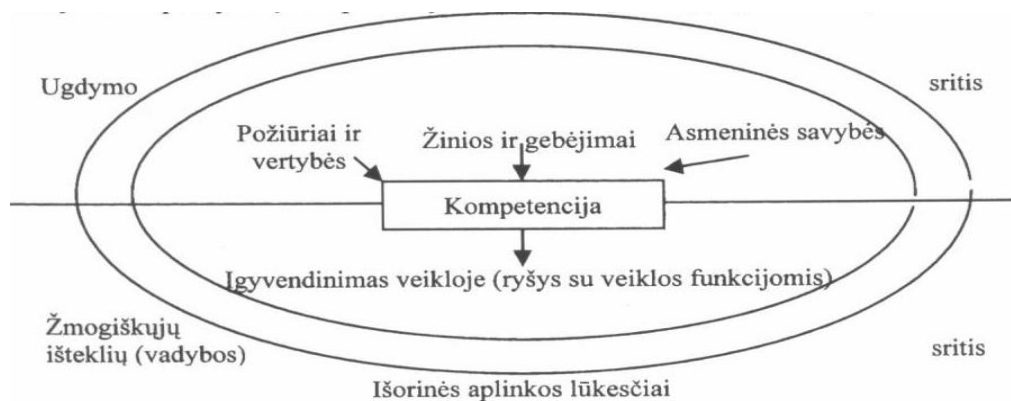 Ugdymo sritis
Požiūriai ir
vertybės
Žinios ir gebėjimai
Asmeninės savybės
Kompetencija
Įgyvendinimas veikloje (ryšys su veiklos funkcijomis)
Žmogiškųjų
išteklių (vadybos) sritis
Išorinės aplinkos lūkesčiai